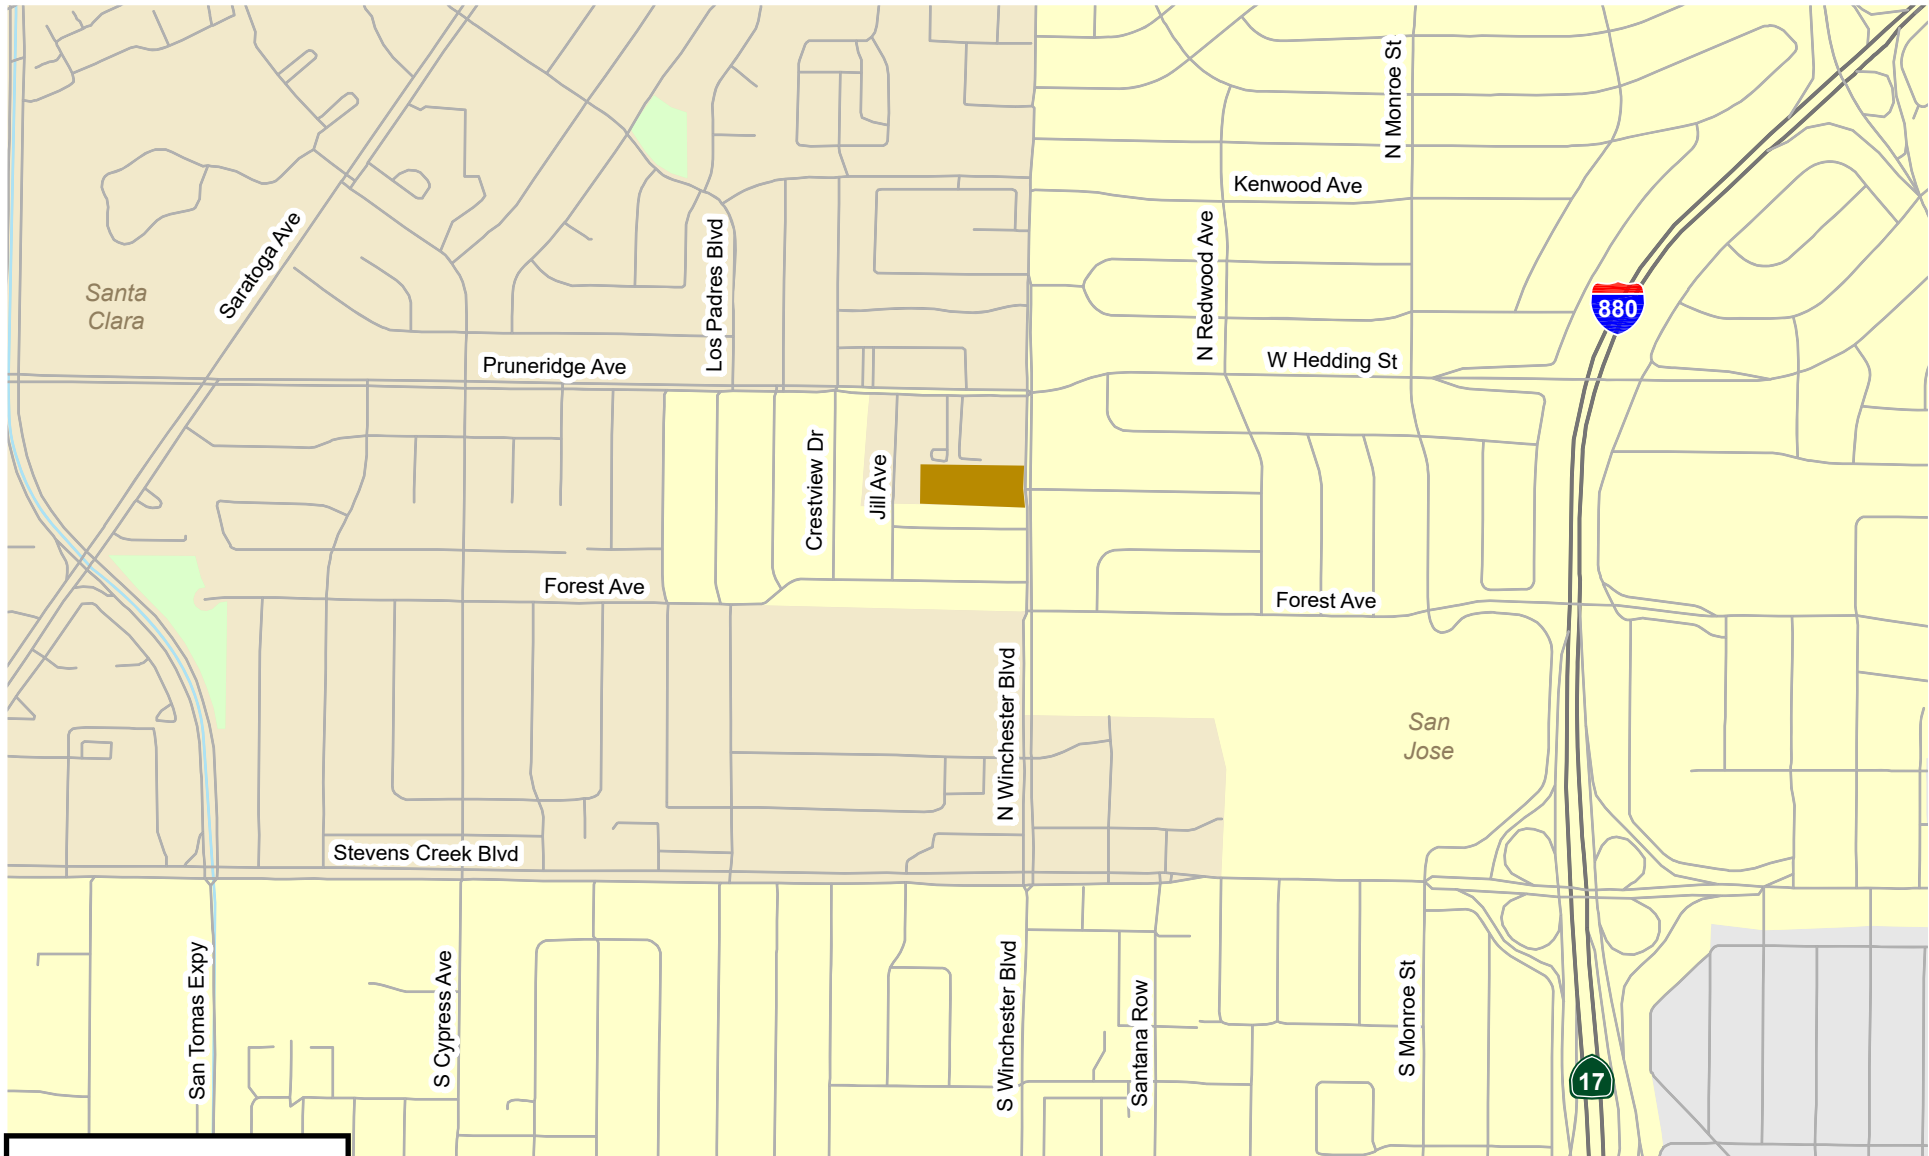 N Monroe St
Kenwood Ave
Saratoga Ave
Los Padres Blvd
N Redwood Ave
Santa
Clara
880
Pruneridge Ave
W Hedding St
Crestview Dr
Jill Ave
Forest Ave
Forest Ave
N Winchester Blvd
San
Jose
Stevens Creek Blvd
San Tomas Expy
S Cypress Ave
S Winchester Blvd
Santana Row
S Monroe St
17